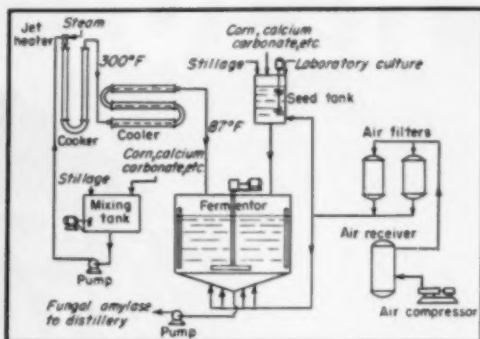 Jet
heater
Steam
300°F
Cooker
Cooler
87°F
Corn, calcium
carbonate, etc.
Stillage
Laboratory culture
Seed tank
Air filters
Corn, calcium
carbonate, etc.
Stillage
Mixing
tank
Pump
Fermentor
Air receiver
Air compressor
Fungal amylase
to distillery
Pump